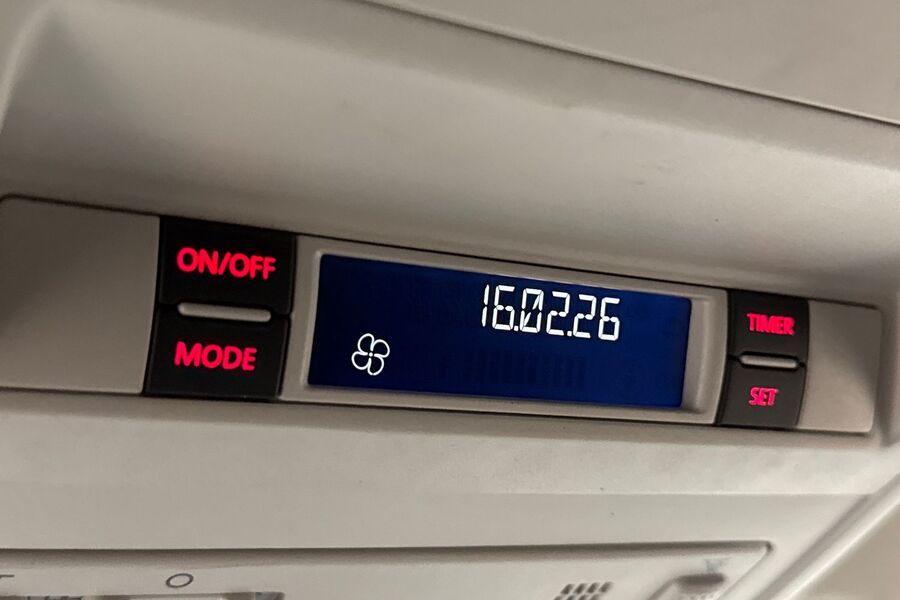 ON/OFF
MODE
16.02.26
TIMER
SET